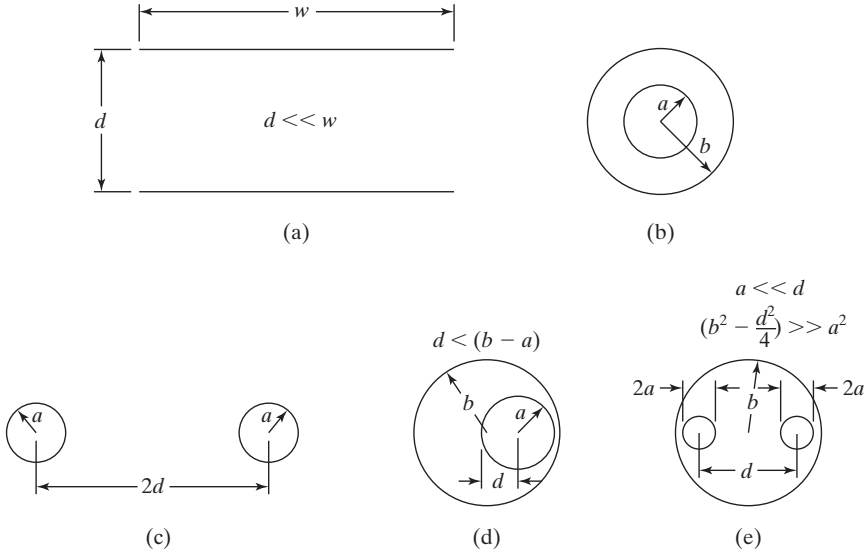 w
d
d << w
a
b
(a)
(b)
a << d
(b² − d²/4) >> a²
d < (b − a)
2a
b
2a
a
a
b
a
2d
d
d
(c)
(d)
(e)